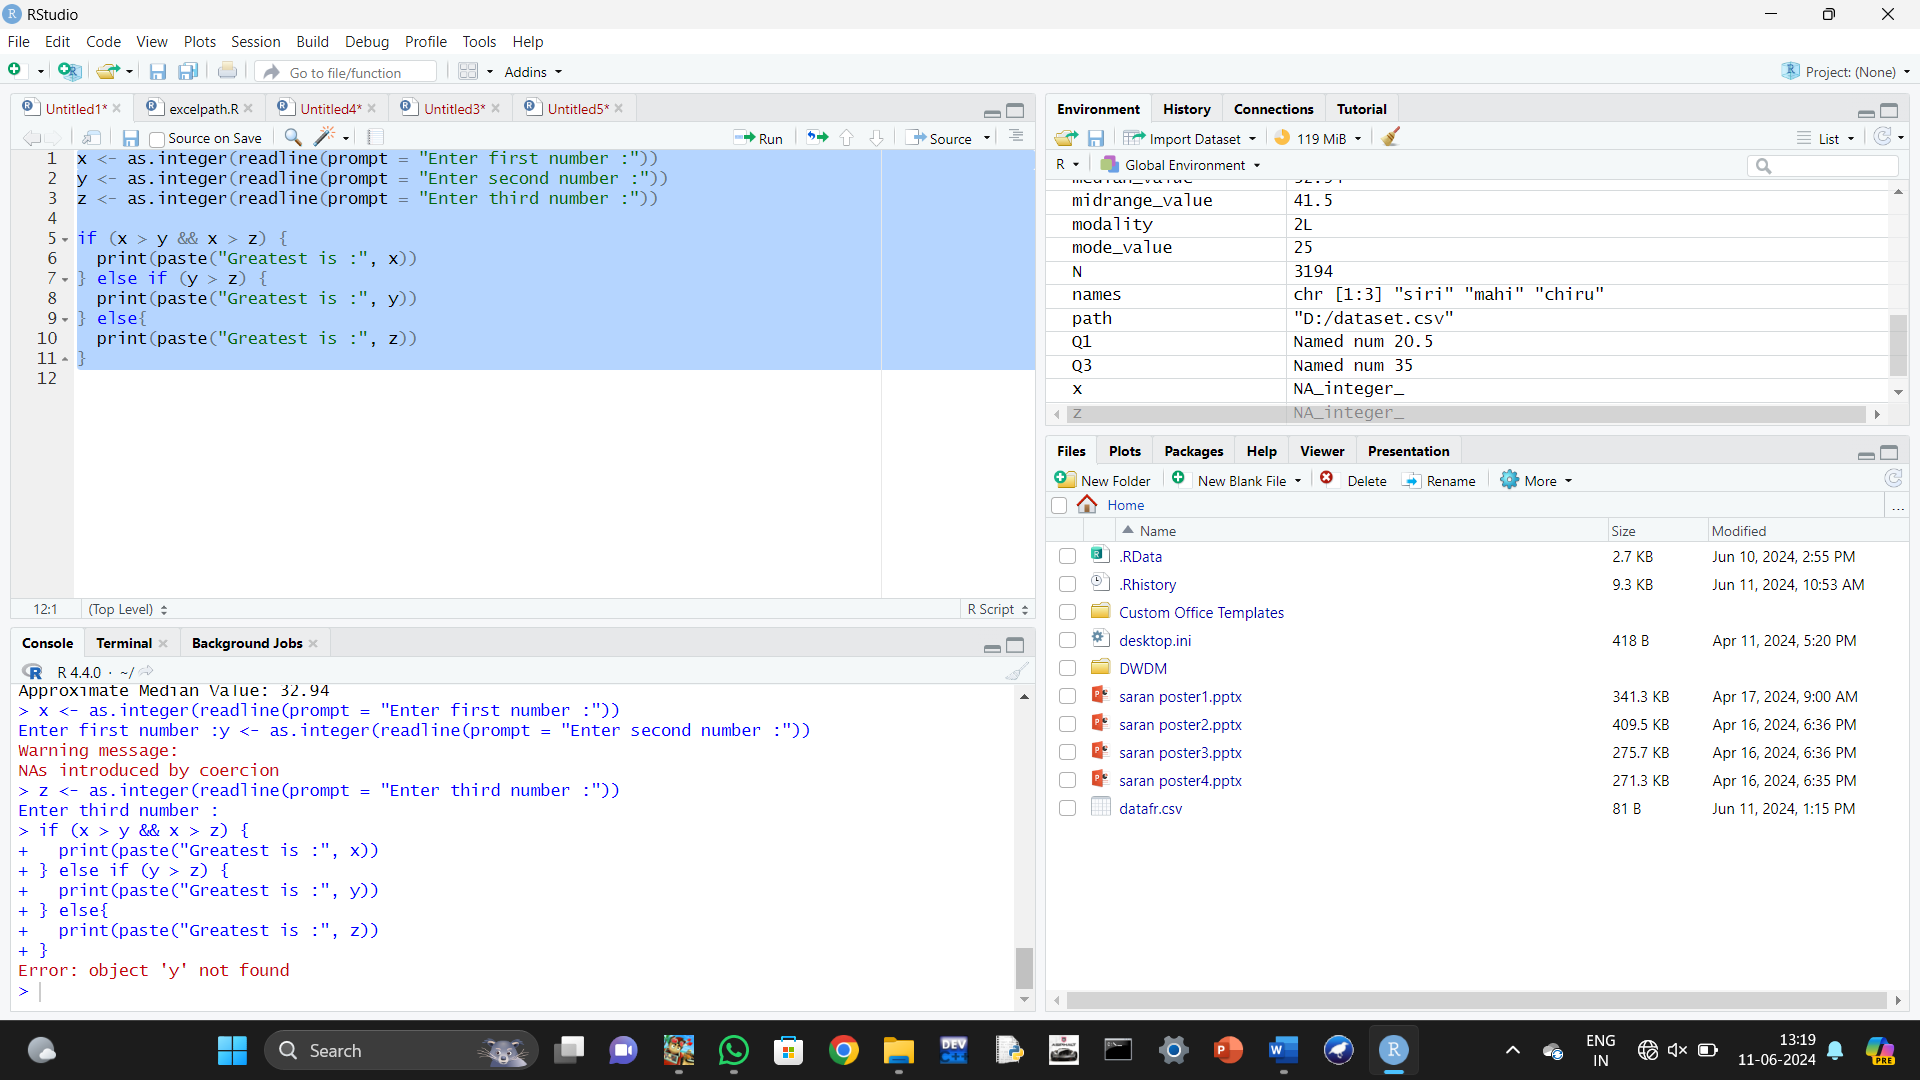 RStudio
File Edit Code View Plots Session Build Debug Profile Tools Help
Go to file/function Addins Project: (None)
Untitled1* excelpath.R Untitled4* Untitled3* Untitled5*
Source on Save Run Source
1 x <- as.integer(readline(prompt = "Enter first number :"))
2 y <- as.integer(readline(prompt = "Enter second number :"))
3 z <- as.integer(readline(prompt = "Enter third number :"))
4
5 if (x > y && x > z) {
6 print(paste("Greatest is :", x))
7 } else if (y > z) {
8 print(paste("Greatest is :", y))
9 } else{
10 print(paste("Greatest is :", z))
11 }
12
12:1 (Top Level) R Script
Console Terminal Background Jobs
R 4.4.0 · ~/
Approximate Median Value: 32.94
> x <- as.integer(readline(prompt = "Enter first number :"))
Enter first number :y <- as.integer(readline(prompt = "Enter second number :"))
Warning message:
NAs introduced by coercion
> z <- as.integer(readline(prompt = "Enter third number :"))
Enter third number :
> if (x > y && x > z) {
+ print(paste("Greatest is :", x))
+ } else if (y > z) {
+ print(paste("Greatest is :", y))
+ } else{
+ print(paste("Greatest is :", z))
+ }
Error: object 'y' not found
>
Environment History Connections Tutorial
Import Dataset 119 MiB List
R Global Environment
median_value 32.94
midrange_value 41.5
modality 2L
mode_value 25
N 3194
names chr [1:3] "siri" "mahi" "chiru"
path "D:/dataset.csv"
Q1 Named num 20.5
Q3 Named num 35
x NA_integer_
z NA_integer_
Files Plots Packages Help Viewer Presentation
New Folder New Blank File Delete Rename More
Home ...
Name Size Modified
.RData 2.7 KB Jun 10, 2024, 2:55 PM
.Rhistory 9.3 KB Jun 11, 2024, 10:53 AM
Custom Office Templates
desktop.ini 418 B Apr 11, 2024, 5:20 PM
DWDM
saran poster1.pptx 341.3 KB Apr 17, 2024, 9:00 AM
saran poster2.pptx 409.5 KB Apr 16, 2024, 6:36 PM
saran poster3.pptx 275.7 KB Apr 16, 2024, 6:36 PM
saran poster4.pptx 271.3 KB Apr 16, 2024, 6:35 PM
datafr.csv 81 B Jun 11, 2024, 1:15 PM
Search DEV C++ ENG IN 13:19 11-06-2024 PRE